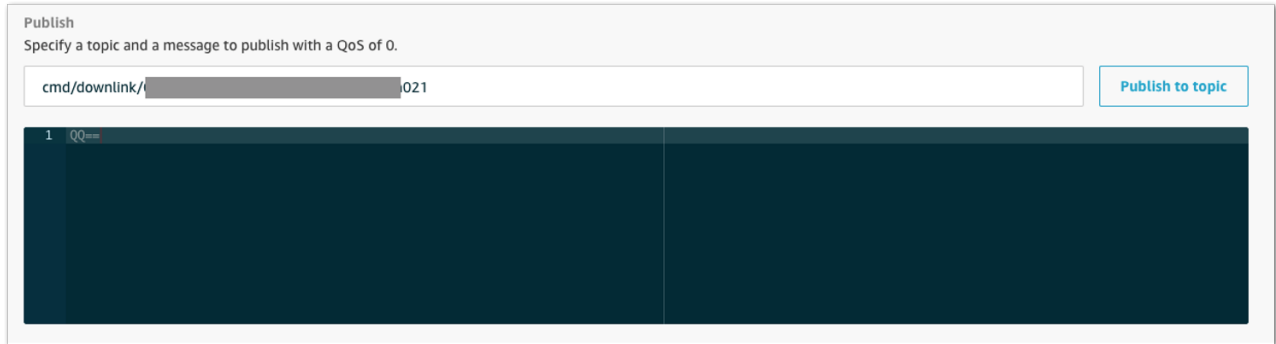 Publish
Specify a topic and a message to publish with a QoS of 0.
cmd/downlink/ 021
Publish to topic
1 QQ==